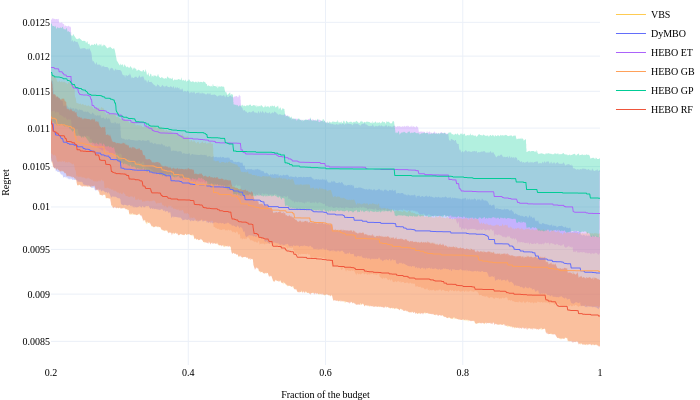 0.0125
0.012
0.0115
0.011
0.0105
0.01
0.0095
0.009
0.0085
Regret
0.2
0.4
0.6
0.8
1
Fraction of the budget
VBS
DyMBO
HEBO ET
HEBO GB
HEBO GP
HEBO RF